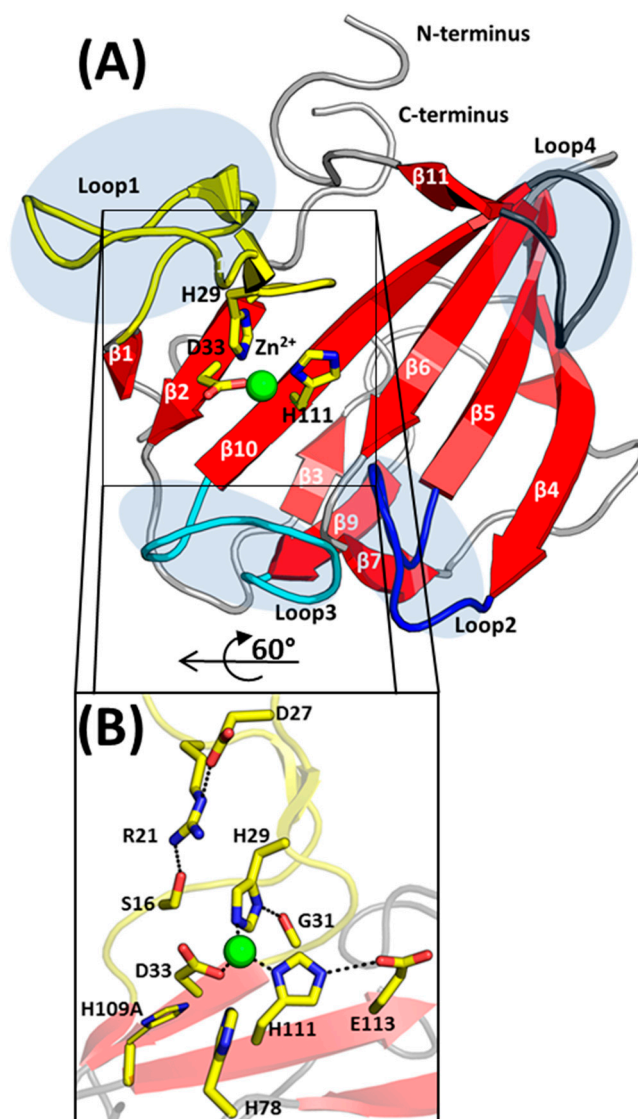 (A)
N-terminus
C-terminus
Loop1
Loop4
β11
H29
D33
Zn²⁺
β1
β2
H111
β6
β10
β5
β3
β4
β9
β7
Loop3
Loop2
60°
(B)
D27
R21
H29
S16
G31
D33
H109A
H111
E113
H78